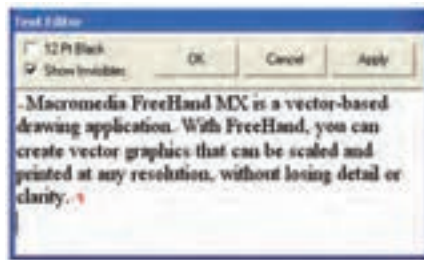 Text Editor
12 Pt Black
Show Invisibles
OK
Cancel
Apply
Macromedia FreeHand MX is a vector-based
drawing application. With FreeHand, you can
create vector graphics that can be scaled and
printed at any resolution, without losing detail or
clarity. ¶